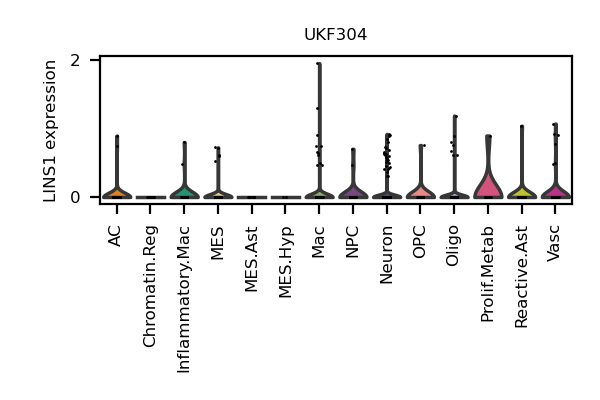 UKF304
LINS1 expression
2
0
AC
Chromatin.Reg
Inflammatory.Mac
MES
MES.Ast
MES.Hyp
Mac
NPC
Neuron
OPC
Oligo
Prolif.Metab
Reactive.Ast
Vasc